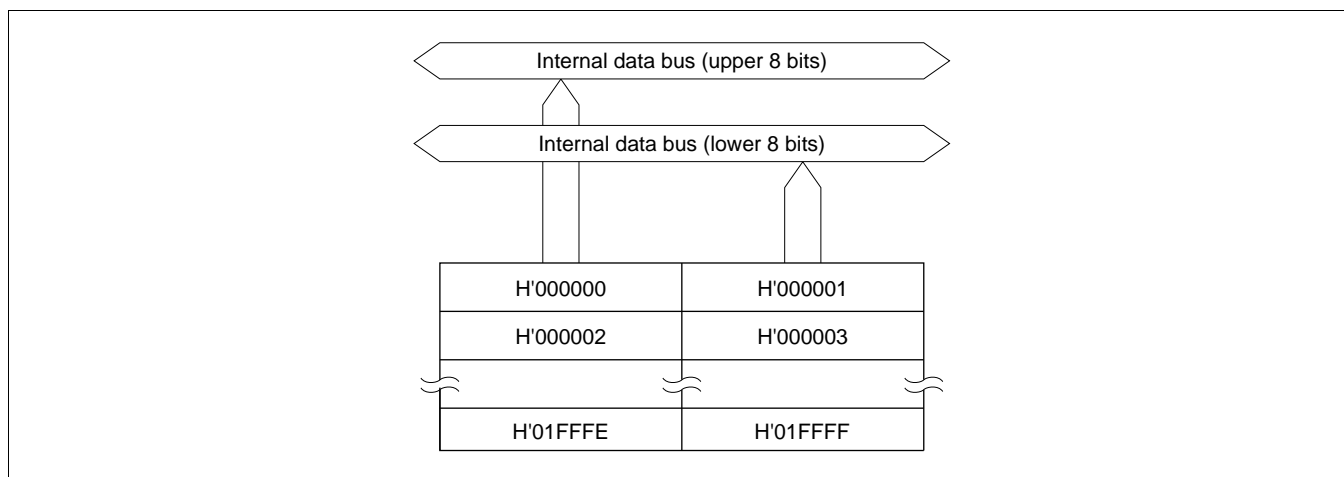 Internal data bus (upper 8 bits)
Internal data bus (lower 8 bits)
H'000000 H'000001
H'000002 H'000003
H'01FFFE H'01FFFF